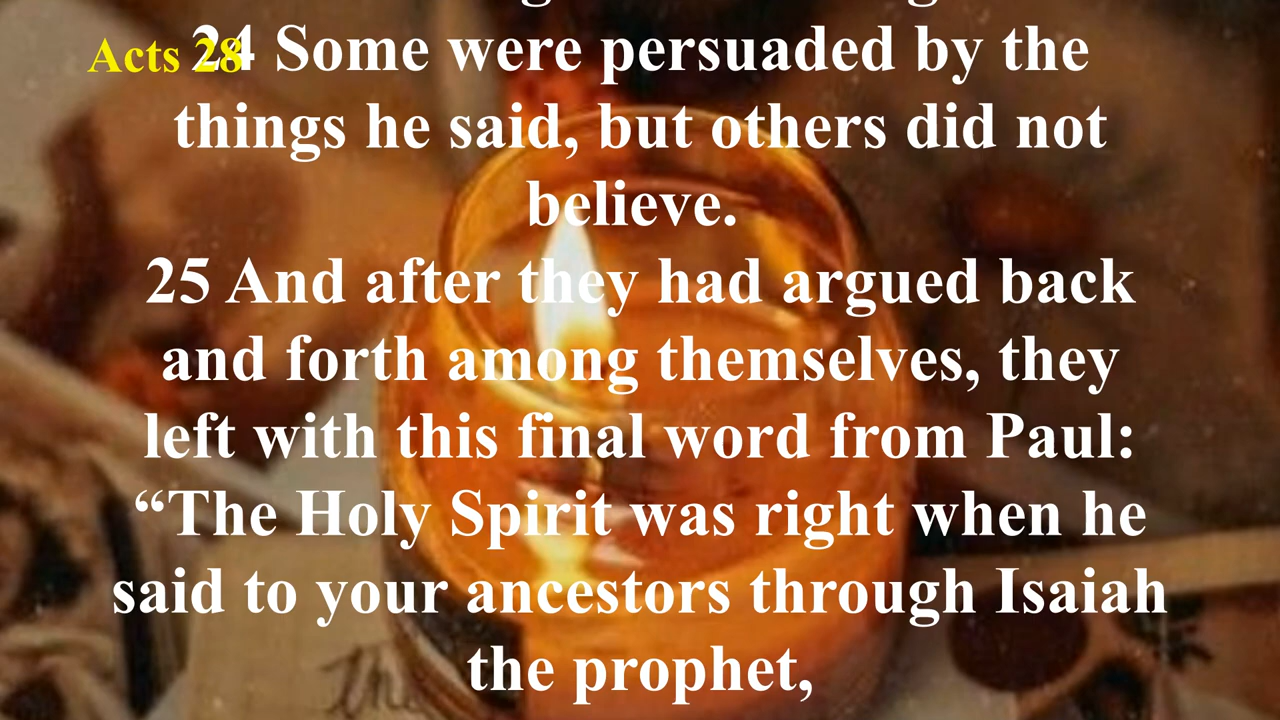 Acts 28
24 Some were persuaded by the
things he said, but others did not
believe.
25 And after they had argued back
and forth among themselves, they
left with this final word from Paul:
“The Holy Spirit was right when he
said to your ancestors through Isaiah
the prophet,
the